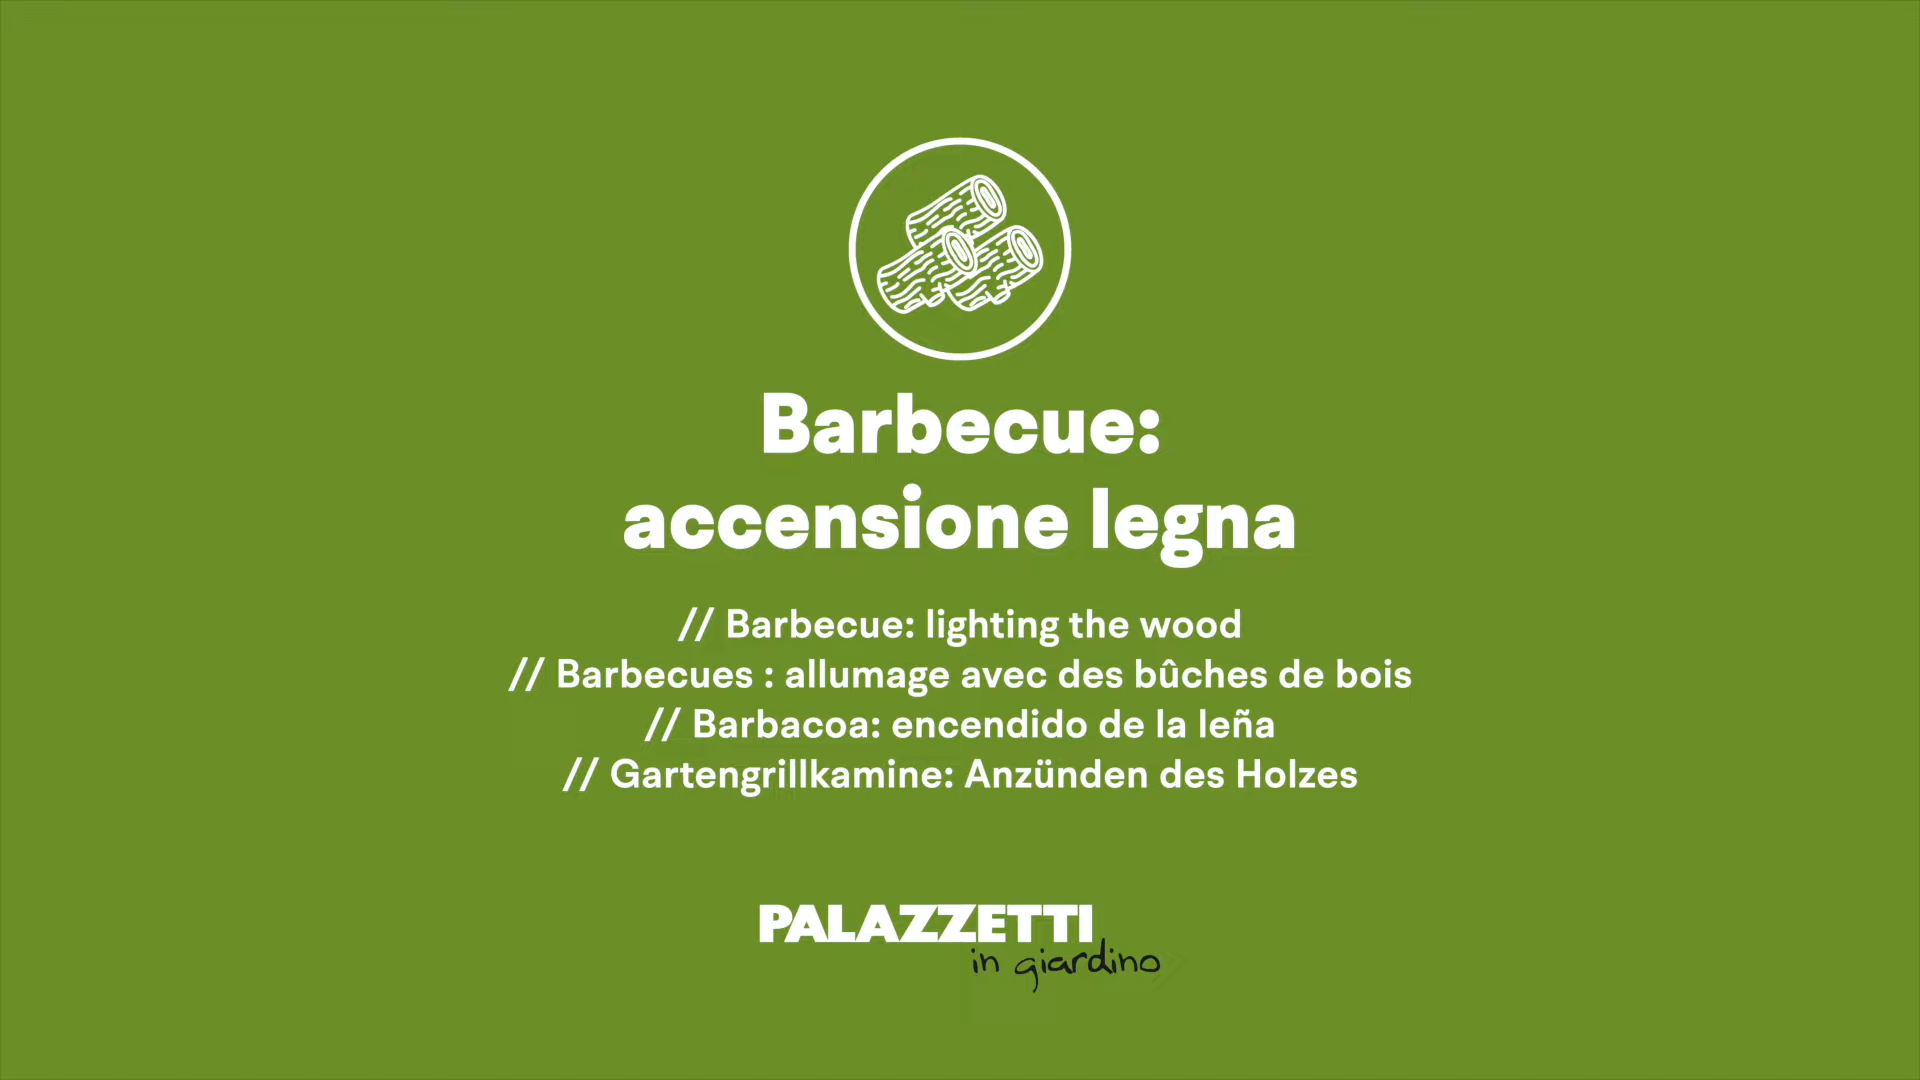 Barbecue:
accensione legna
// Barbecue: lighting the wood
// Barbecues : allumage avec des bûches de bois
// Barbacoa: encendido de la leña
// Gartengrillkamine: Anzünden des Holzes
PALAZZETTI
in giardino